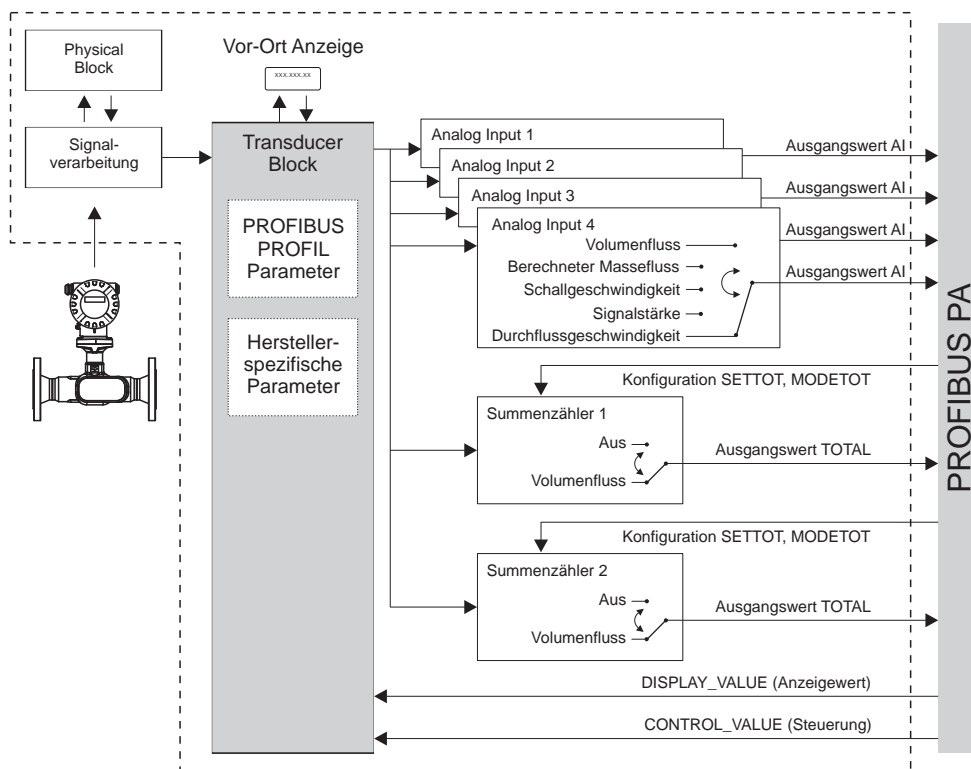 Physical
Block
Signal-
verarbeitung
Vor-Ort Anzeige
xxx.xxx.xx
Transducer
Block
PROFIBUS
PROFIL
Parameter
Hersteller-
spezifische
Parameter
Analog Input 1
Analog Input 2
Analog Input 3
Analog Input 4
Volumenfluss
Berechneter Massefluss
Schallgeschwindigkeit
Signalstärke
Durchflussgeschwindigkeit
Ausgangswert AI
Ausgangswert AI
Ausgangswert AI
Ausgangswert AI
Konfiguration SETTOT, MODETOT
Summenzähler 1
Aus
Volumenfluss
Ausgangswert TOTAL
Konfiguration SETTOT, MODETOT
Summenzähler 2
Aus
Volumenfluss
Ausgangswert TOTAL
DISPLAY_VALUE (Anzeigewert)
CONTROL_VALUE (Steuerung)
PROFIBUS PA